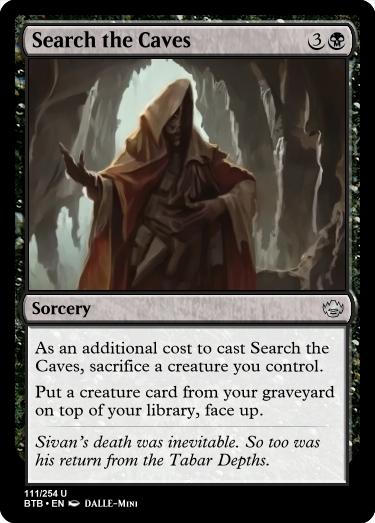 Search the Caves 3
Sorcery
As an additional cost to cast Search the
Caves, sacrifice a creature you control.
Put a creature card from your graveyard
on top of your library, face up.
Sivan's death was inevitable. So too was
his return from the Tabar Depths.
111/254 U
BTB • EN DALLE-Mini